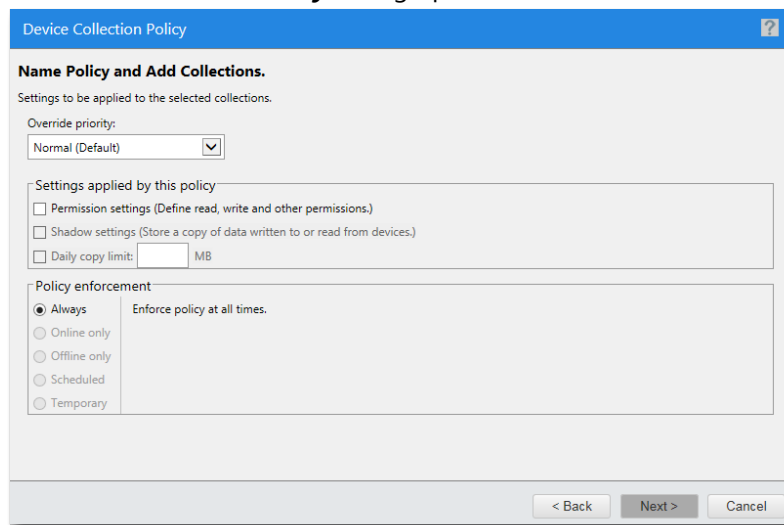 Device Collection Policy ?
Name Policy and Add Collections.
Settings to be applied to the selected collections.
Override priority:
Normal (Default)
Settings applied by this policy
Permission settings (Define read, write and other permissions.)
Shadow settings (Store a copy of data written to or read from devices.)
Daily copy limit: MB
Policy enforcement
Always Enforce policy at all times.
Online only
Offline only
Scheduled
Temporary
< Back Next > Cancel